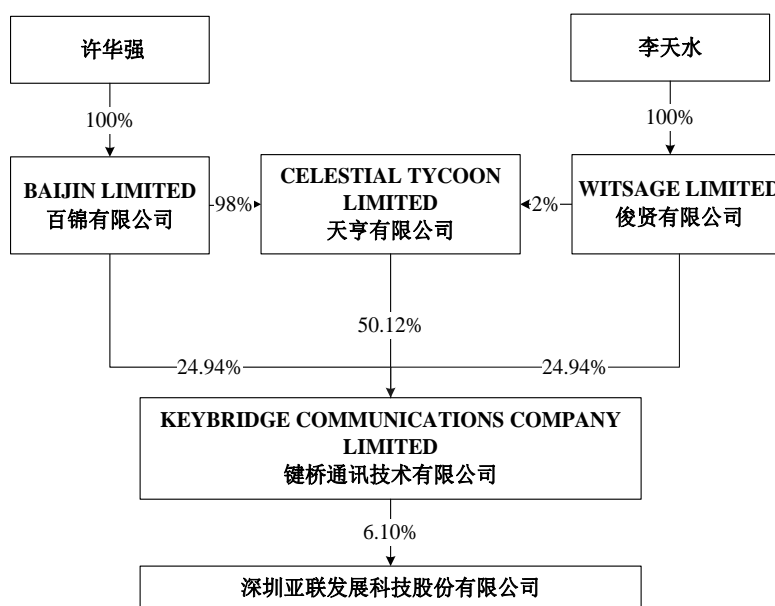 许华强
李天水
100%
100%
BAIJIN LIMITED
百锦有限公司
98%
CELESTIAL TYCOON
LIMITED
天亨有限公司
2%
WITSAGE LIMITED
俊贤有限公司
50.12%
24.94%
24.94%
KEYBRIDGE COMMUNICATIONS COMPANY
LIMITED
键桥通讯技术有限公司
6.10%
深圳亚联发展科技股份有限公司